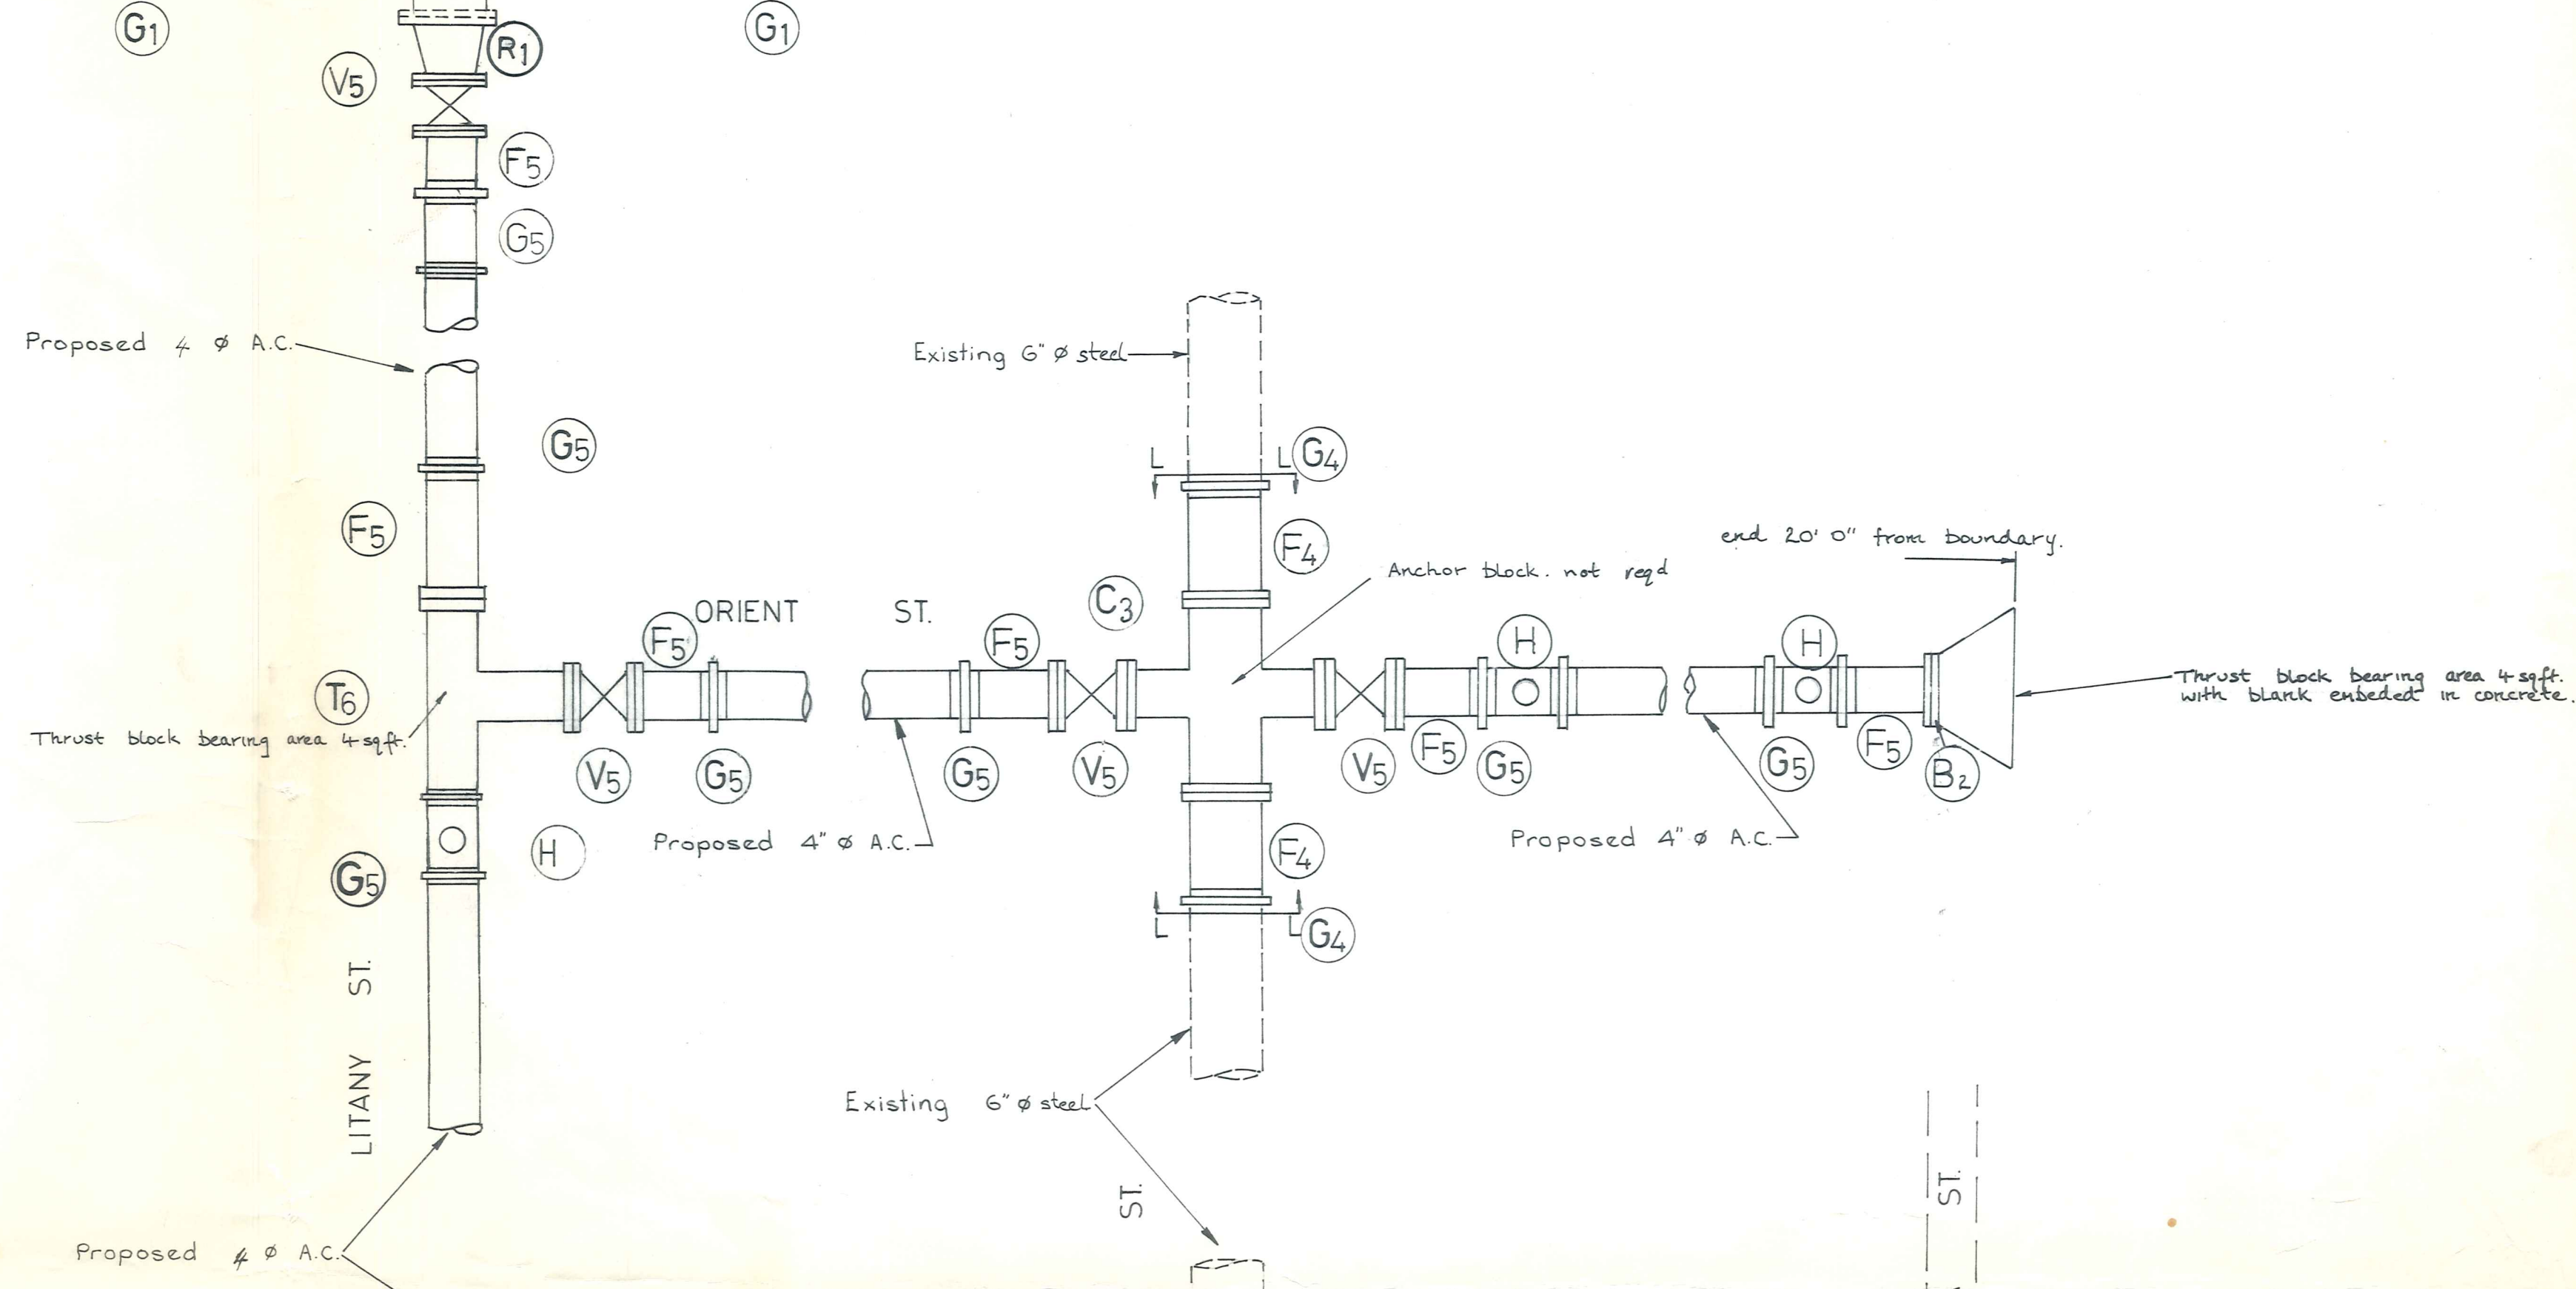 G1
G1
R1
V5
F5
G5
Proposed 4 Ø A.C.
Existing 6" Ø steel
G5
L L G4
F5
end 20' 0" from boundary.
F4
Anchor block. not reqd
C3
ORIENT ST.
F5
F5
H
H
T6
Thrust block bearing area 4 sq ft.
with blank enbeded in concrete.
Thrust block bearing area 4 sq ft.
V5
G5
G5
V5
V5
F5
G5
G5
F5
B2
Proposed 4" Ø A.C.
Proposed 4" Ø A.C.
H
F4
G5
L L G4
LITANY ST.
Existing 6" Ø steel
ST.
ST.
Proposed 4 Ø A.C.